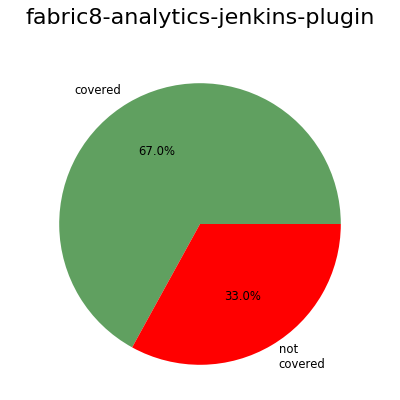 fabric8-analytics-jenkins-plugin
covered
67.0%
33.0%
not
covered